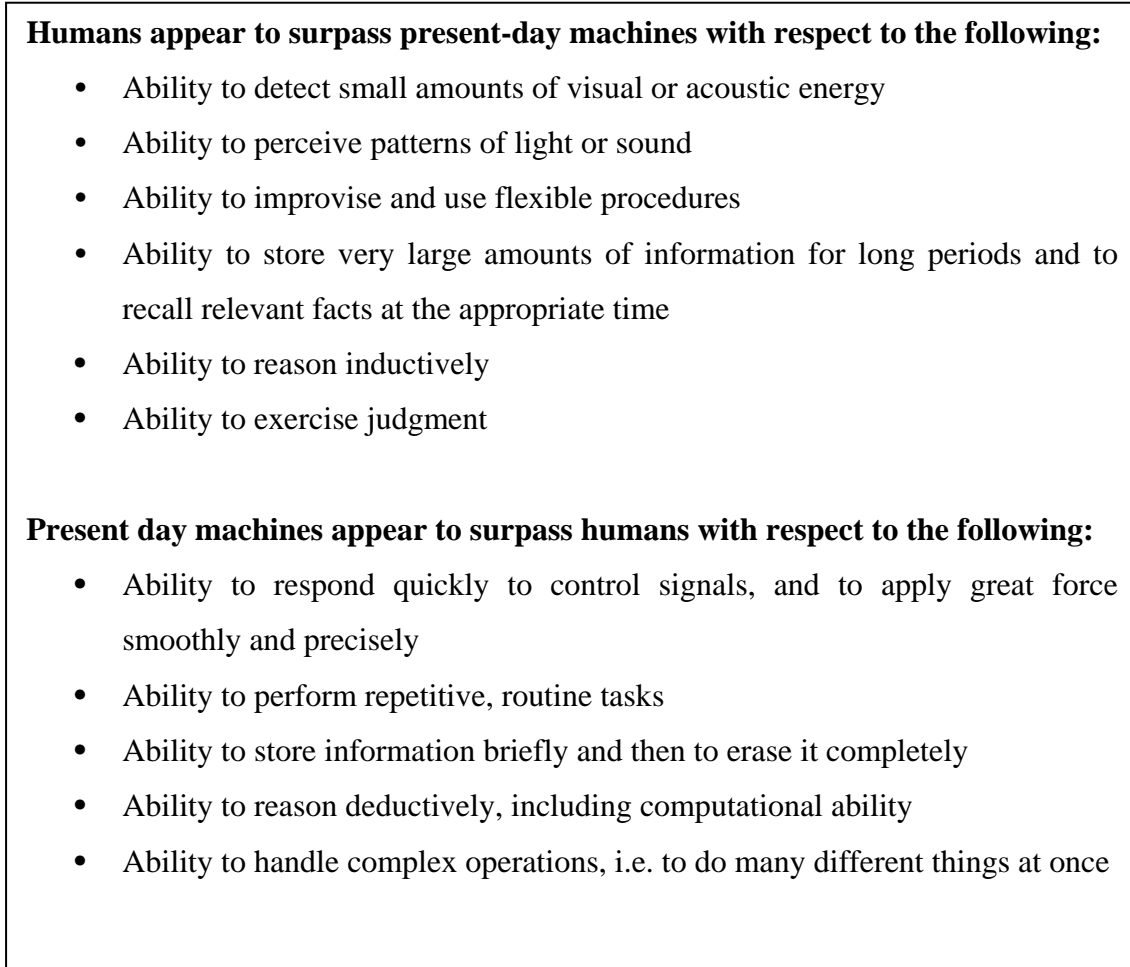 Humans appear to surpass present-day machines with respect to the following:
• Ability to detect small amounts of visual or acoustic energy
• Ability to perceive patterns of light or sound
• Ability to improvise and use flexible procedures
• Ability to store very large amounts of information for long periods and to
recall relevant facts at the appropriate time
• Ability to reason inductively
• Ability to exercise judgment
Present day machines appear to surpass humans with respect to the following:
• Ability to respond quickly to control signals, and to apply great force
smoothly and precisely
• Ability to perform repetitive, routine tasks
• Ability to store information briefly and then to erase it completely
• Ability to reason deductively, including computational ability
• Ability to handle complex operations, i.e. to do many different things at once